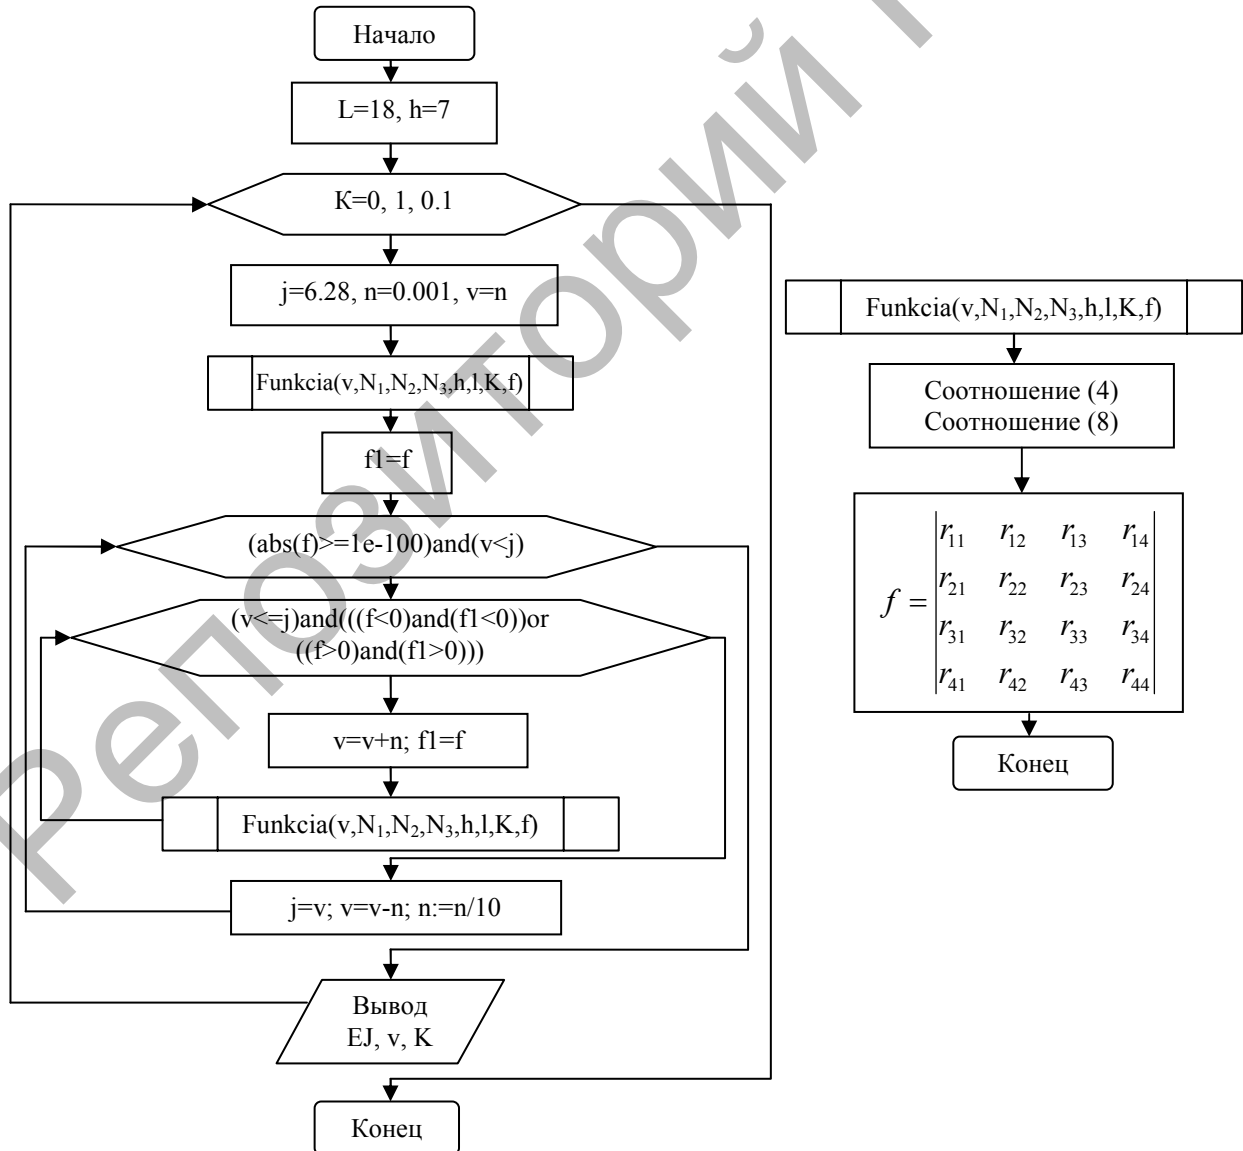 Начало
L=18, h=7
К=0, 1, 0.1
j=6.28, n=0.001, v=n
Funkcia(v,N₁,N₂,N₃,h,l,K,f)
f1=f
(abs(f)>=1e-100)and(v<j)
(v<=j)and(((f<0)and(f1<0))or
((f>0)and(f1>0)))
v=v+n; f1=f
Funkcia(v,N₁,N₂,N₃,h,l,K,f)
j=v; v=v-n; n:=n/10
Вывод
EJ, v, K
Конец
Funkcia(v,N₁,N₂,N₃,h,l,K,f)
Соотношение (4)
Соотношение (8)
f = | r₁₁ r₁₂ r₁₃ r₁₄ |
| r₂₁ r₂₂ r₂₃ r₂₄ |
| r₃₁ r₃₂ r₃₃ r₃₄ |
| r₄₁ r₄₂ r₄₃ r₄₄ |
Конец
Репозиторий